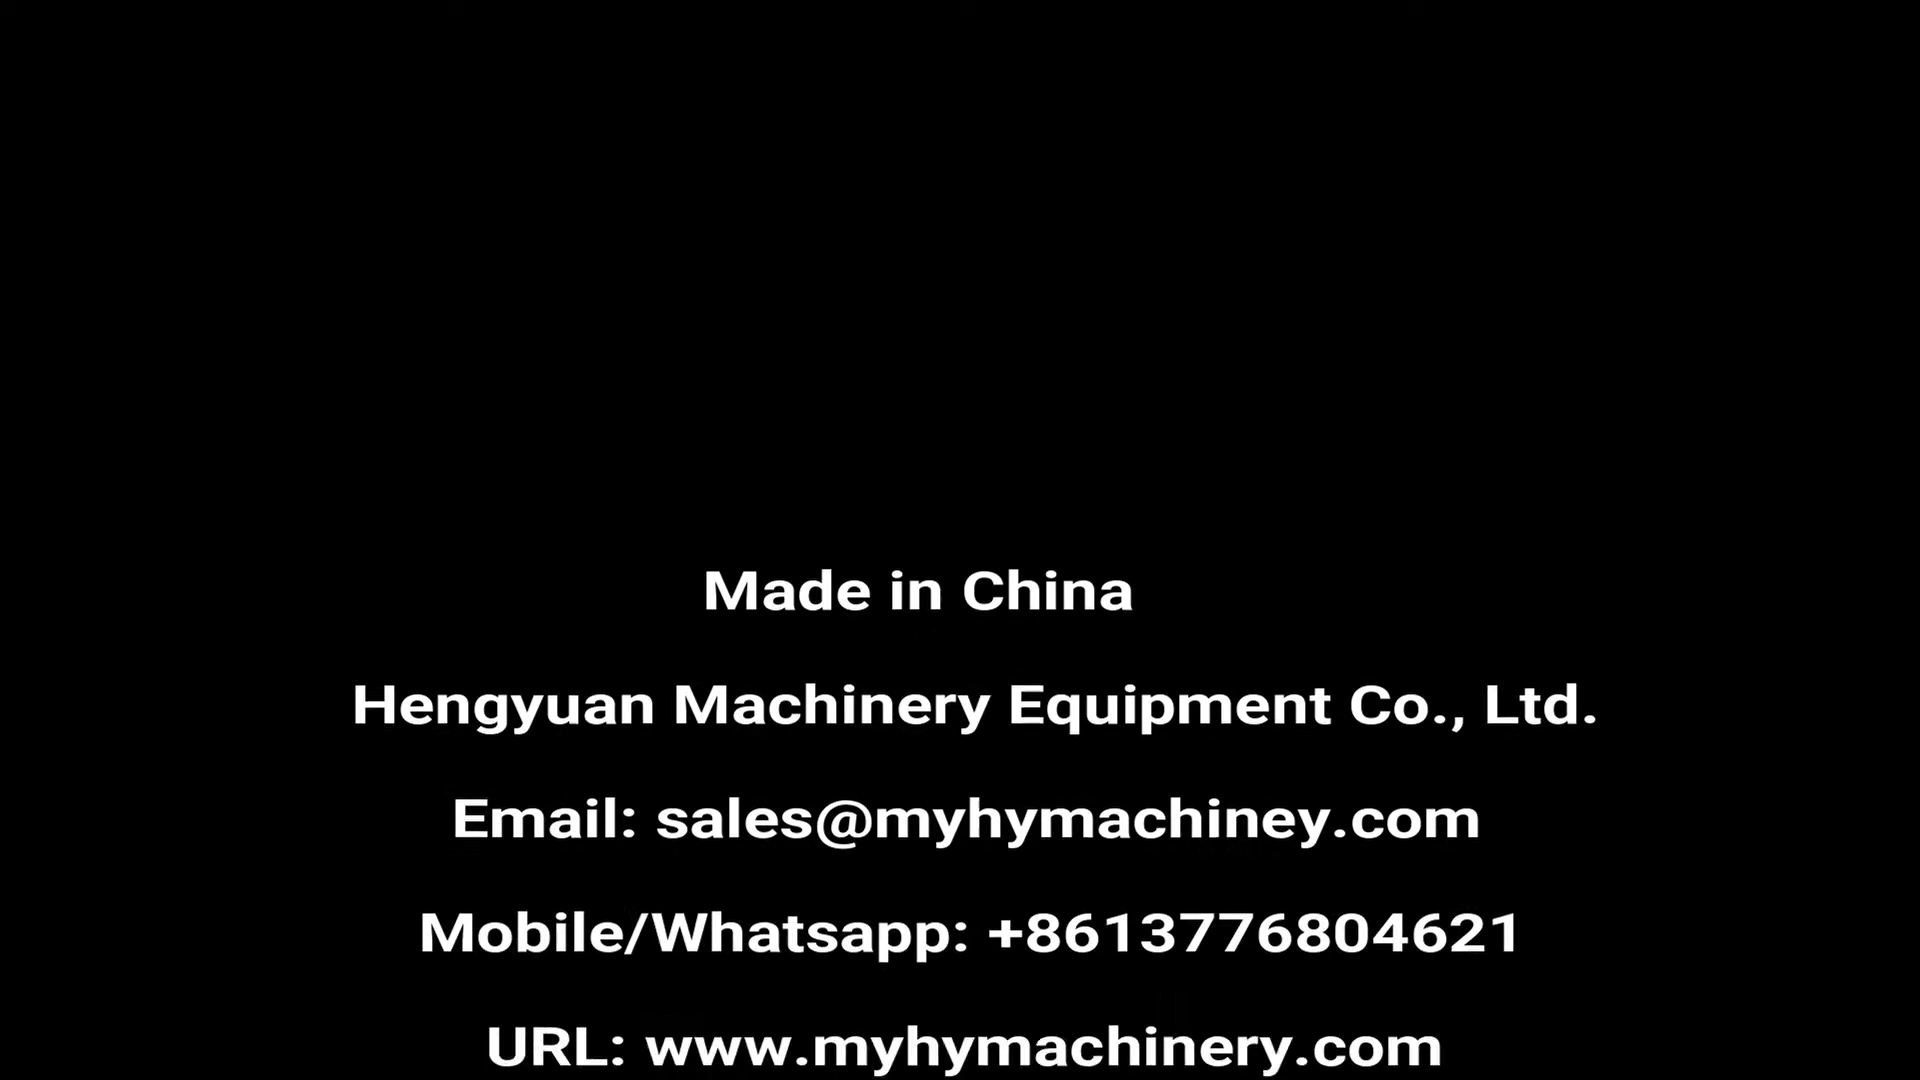 Made in China
Hengyuan Machinery Equipment Co., Ltd.
Email: sales@myhymachiney.com
Mobile/Whatsapp: +8613776804621
URL: www.myhymachinery.com